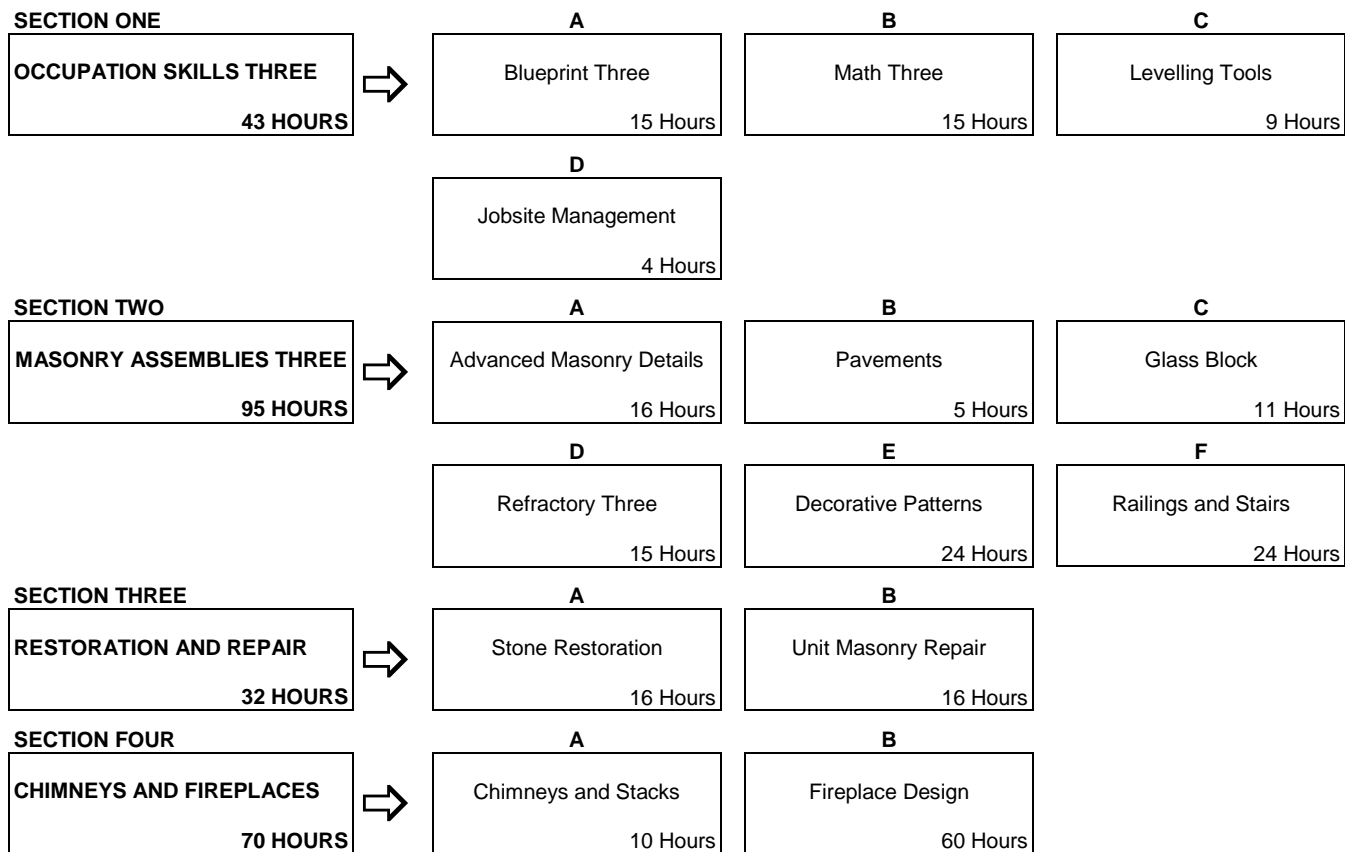 SECTION ONE
A
B
C
OCCUPATION SKILLS THREE
43 HOURS
Blueprint Three
15 Hours
Math Three
15 Hours
Levelling Tools
9 Hours
D
Jobsite Management
4 Hours
SECTION TWO
A
B
C
MASONRY ASSEMBLIES THREE
95 HOURS
Advanced Masonry Details
16 Hours
Pavements
5 Hours
Glass Block
11 Hours
D
E
F
Refractory Three
15 Hours
Decorative Patterns
24 Hours
Railings and Stairs
24 Hours
SECTION THREE
A
B
RESTORATION AND REPAIR
32 HOURS
Stone Restoration
16 Hours
Unit Masonry Repair
16 Hours
SECTION FOUR
A
B
CHIMNEYS AND FIREPLACES
70 HOURS
Chimneys and Stacks
10 Hours
Fireplace Design
60 Hours